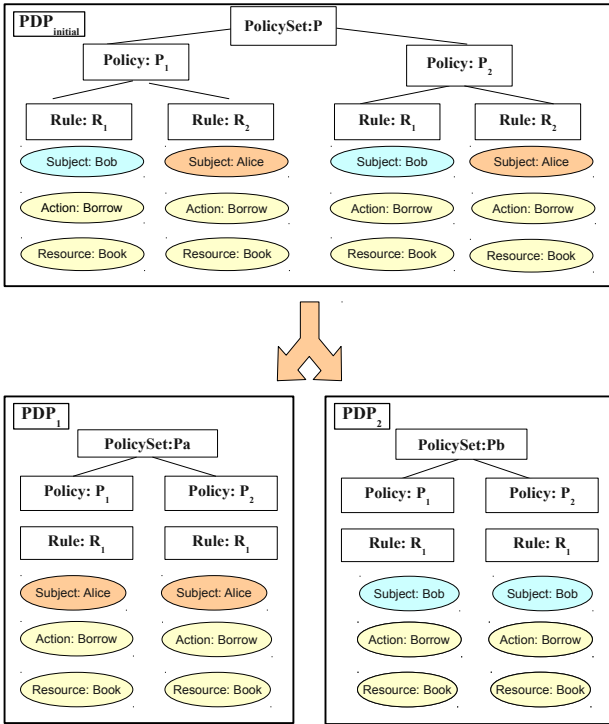 PDP initial
PolicySet:P
Policy: P1
Policy: P2
Rule: R1 Rule: R2 Rule: R1 Rule: R2
Subject: Bob Subject: Alice Subject: Bob Subject: Alice
Action: Borrow Action: Borrow Action: Borrow Action: Borrow
Resource: Book Resource: Book Resource: Book Resource: Book
PDP1
PolicySet:Pa
Policy: P1 Policy: P2
Rule: R1 Rule: R1
Subject: Alice Subject: Alice
Action: Borrow Action: Borrow
Resource: Book Resource: Book
PDP2
PolicySet:Pb
Policy: P1 Policy: P2
Rule: R1 Rule: R1
Subject: Bob Subject: Bob
Action: Borrow Action: Borrow
Resource: Book Resource: Book